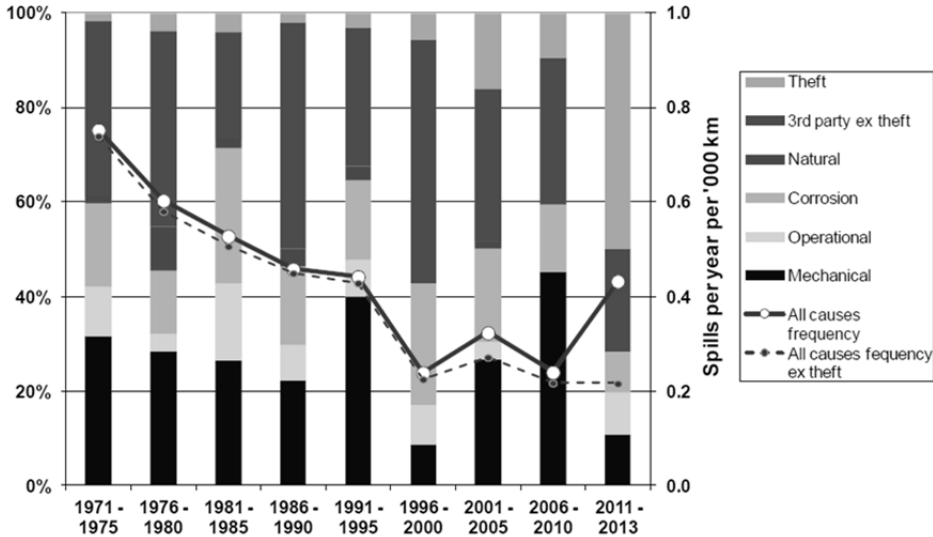 100%
80%
60%
40%
20%
0%
1.0
0.8
0.6
0.4
0.2
0.0
Spills per year per '000 km
1971 - 1975
1976 - 1980
1981 - 1985
1986 - 1990
1991 - 1995
1996 - 2000
2001 - 2005
2006 - 2010
2011 - 2013
Theft
3rd party ex theft
Natural
Corrosion
Operational
Mechanical
All causes
frequency
All causes fequency
ex theft